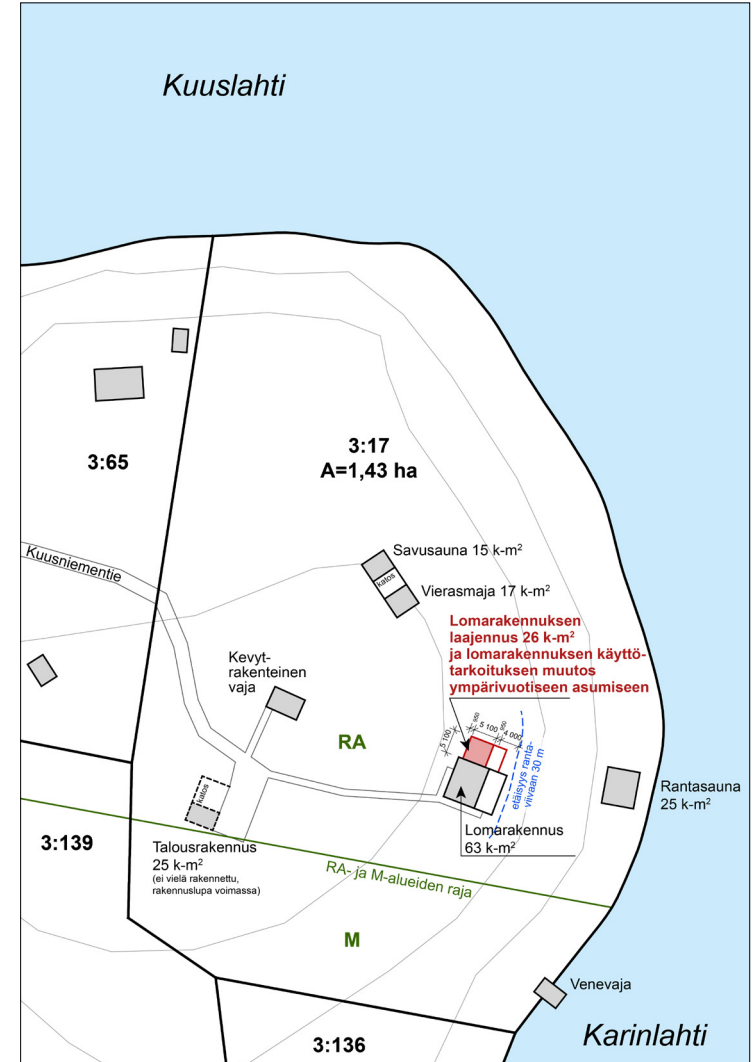 Kuuslahti
3:17
A=1,43 ha
3:65
Kuusniementie
Savusauna 15 k-m²
katos
Vierasmaja 17 k-m²
Lomarakennuksen
laajennus 26 k-m²
ja lomarakennuksen käyttö-
tarkoituksen muutos
ympärivuotiseen asumiseen
Kevyt-
rakenteinen
vaja
RA
5 100
950
5 100
950
4 000
etäisyys ranta-
viivaan 30 m
Rantasauna
25 k-m²
katos
Lomarakennus
63 k-m²
3:139
Talousrakennus
25 k-m²
(ei vielä rakennettu,
rakennuslupa voimassa)
RA- ja M-alueiden raja
M
Venevaja
Karinlahti
3:136